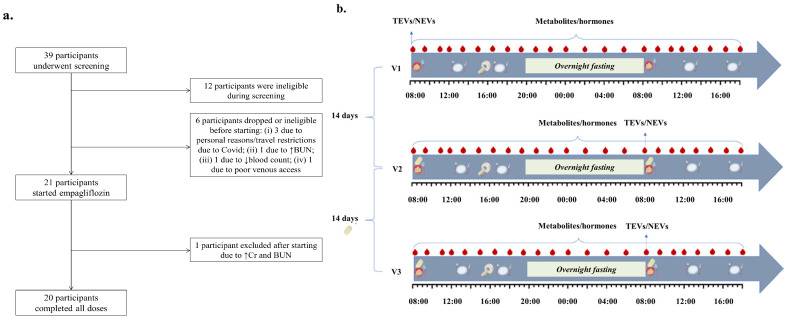 a.
39 participants
underwent screening
12 participants were ineligible
during screening
6 participants dropped or ineligible
before starting: (i) 3 due to
personal reasons/travel restrictions
due to Covid; (ii) 1 due to ↑BUN;
(iii) 1 due to ↓blood count; (iv) 1
due to poor venous access
21 participants
started empagliflozin
1 participant excluded after starting
due to ↑Cr and BUN
20 participants
completed all doses
b.
TEVs/NEVs
Metabolites/hormones
V1
Overnight fasting
08:00 12:00 16:00 20:00 00:00 04:00 08:00 12:00 16:00
14 days
Metabolites/hormones
TEVs/NEVs
V2
Overnight fasting
08:00 12:00 16:00 20:00 00:00 04:00 08:00 12:00 16:00
14 days
Metabolites/hormones
TEVs/NEVs
V3
Overnight fasting
08:00 12:00 16:00 20:00 00:00 04:00 08:00 12:00 16:00